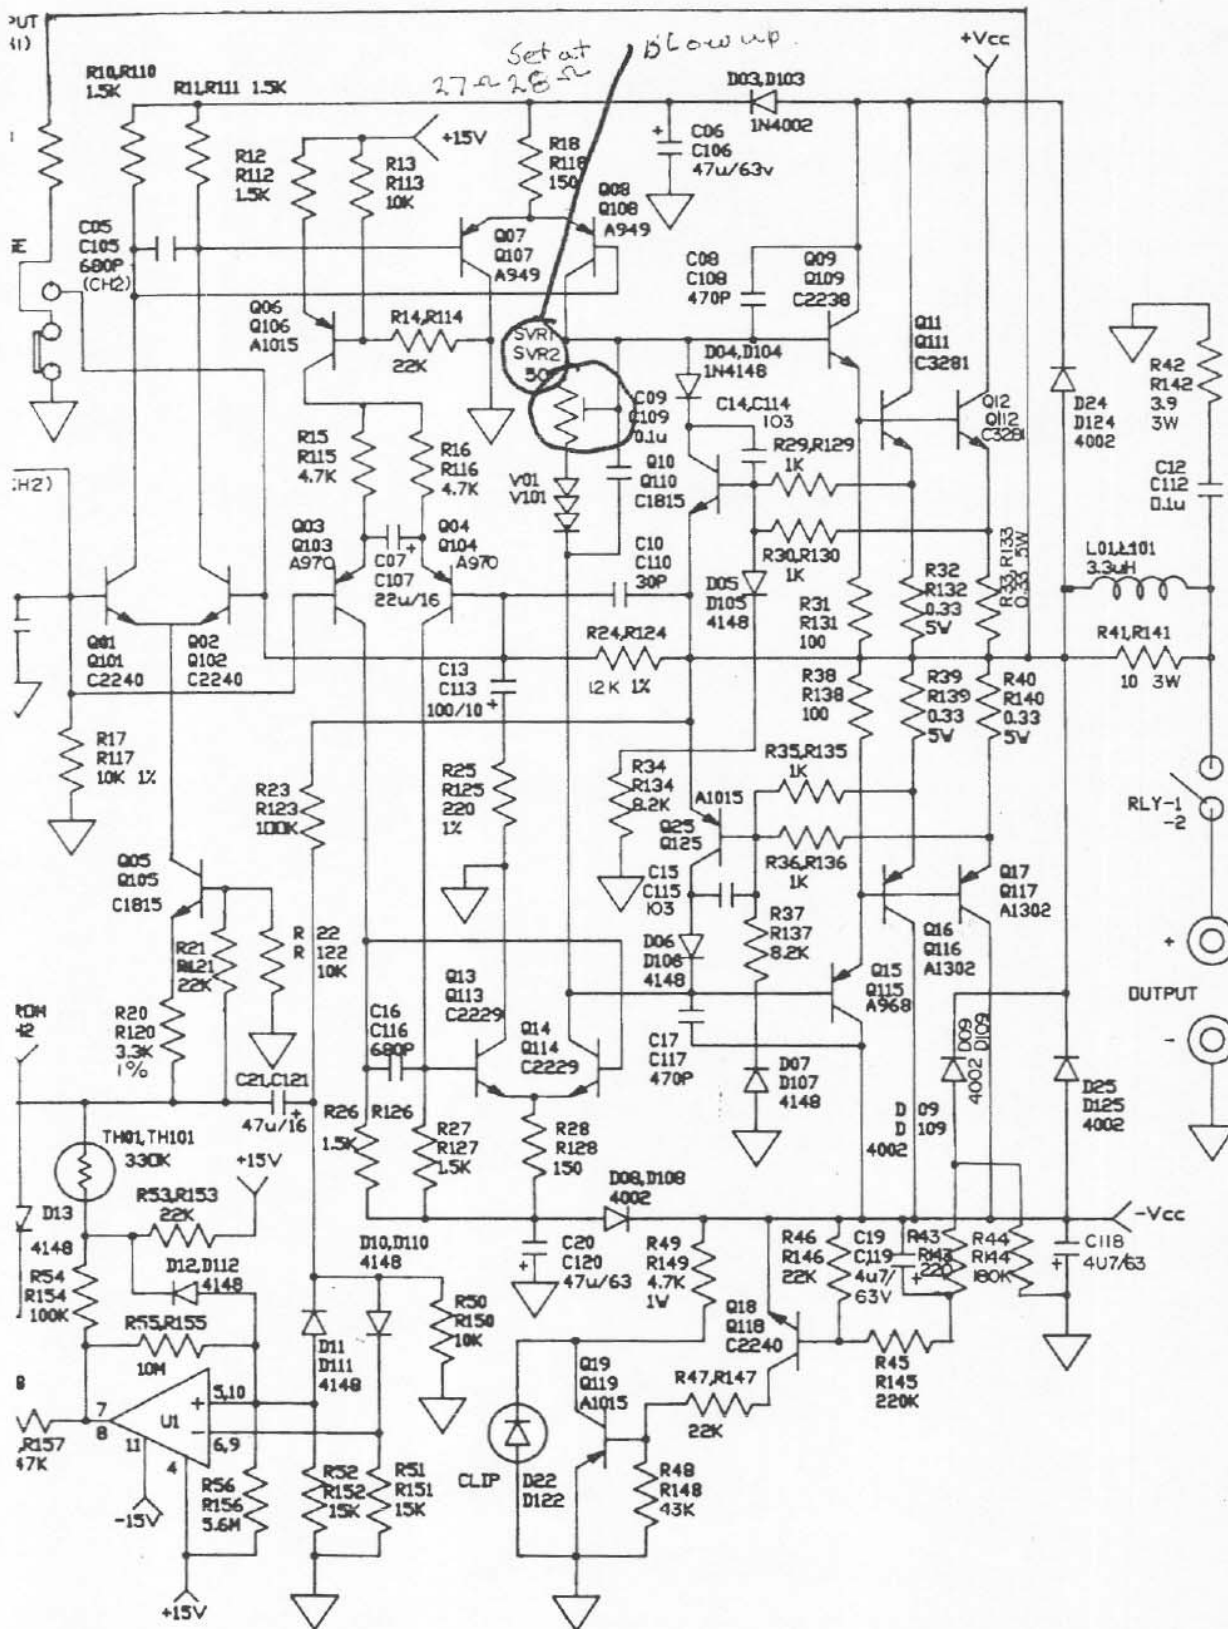 PUT
Set at
27Ω 28Ω
Blow up
+Vcc
R10,R110
1.5K
R11,R111 1.5K
D03,D103
1N4002
+15V
R12
R112
1.5K
R13
R113
10K
R18
R118
150
C06
C106
47u/63v
C05
C105
680P
(CH2)
Q07
Q107
A949
Q08
Q108
A949
C08
C108
470P
Q09
Q109
C2238
Q06
Q106
A1015
R14,R114
22K
SVR1
SVR2
50
D04,D104
1N4148
Q11
Q111
C3281
Q12
Q112
C3281
D24
D124
4002
R42
R142
3.9
3W
C09
C109
0.1u
C14,C114
103
R29,R129
1K
R15
R115
4.7K
R16
R116
4.7K
V01
V101
Q10
Q110
C1815
C12
C112
0.1u
CH2)
Q03
Q103
A970
C07
C107
22u/16
Q04
Q104
A970
C10
C110
30P
R30,R130
1K
D05
D105
4148
R31
R131
100
R32
R132
0.33
5W
R33,R133
0.33 5W
L01,L101
3.3uH
Q01
Q101
C2240
Q02
Q102
C2240
R24,R124
12K 1%
R41,R141
10 3W
C13
C113
100/10
R38
R138
100
R39
R139
0.33
5W
R40
R140
0.33
5W
R17
R117
10K 1%
R23
R123
100K
R25
R125
220
1%
R34
R134
8.2K
R35,R135
1K
A1015
Q25
Q125
R36,R136
1K
RLY-1
-2
Q05
Q105
C1815
C15
C115
103
R37
R137
8.2K
Q17
Q117
A1302
Q16
Q116
A1302
R21
R121
22K
R 22
R 122
10K
D06
D106
4148
Q15
Q115
A968
+
OUTPUT
-
R20
R120
3.3K
1%
Q13
Q113
C2229
Q14
Q114
C2229
C16
C116
680P
C17
C117
470P
D07
D107
4148
D09
D109
4002
D25
D125
4002
C21,C121
47u/16
R26 R126
1.5K
R27
R127
1.5K
R28
R128
150
D 09
D 109
4002
TH01,TH101
330K
+15V
R53,R153
22K
D08,D108
4002
-Vcc
D13
4148
D12,D112
4148
D10,D110
4148
C20
C120
47u/63
R49
R149
4.7K
1W
R46
R146
22K
C19
C119
4u7/
63V
R43
R143
220
R44
R144
180K
C118
4U7/63
R54
R154
100K
R55,R155
10M
D11
D111
4148
R50
R150
10K
Q18
Q118
C2240
Q19
Q119
A1015
R47,R147
22K
R45
R145
220K
5,10
+
7
8
U1
-
6,9
11
4
,R157
47K
CLIP
D22
D122
R48
R148
43K
-15V
R56
R156
5.6M
R52
R152
15K
R51
R151
15K
+15V